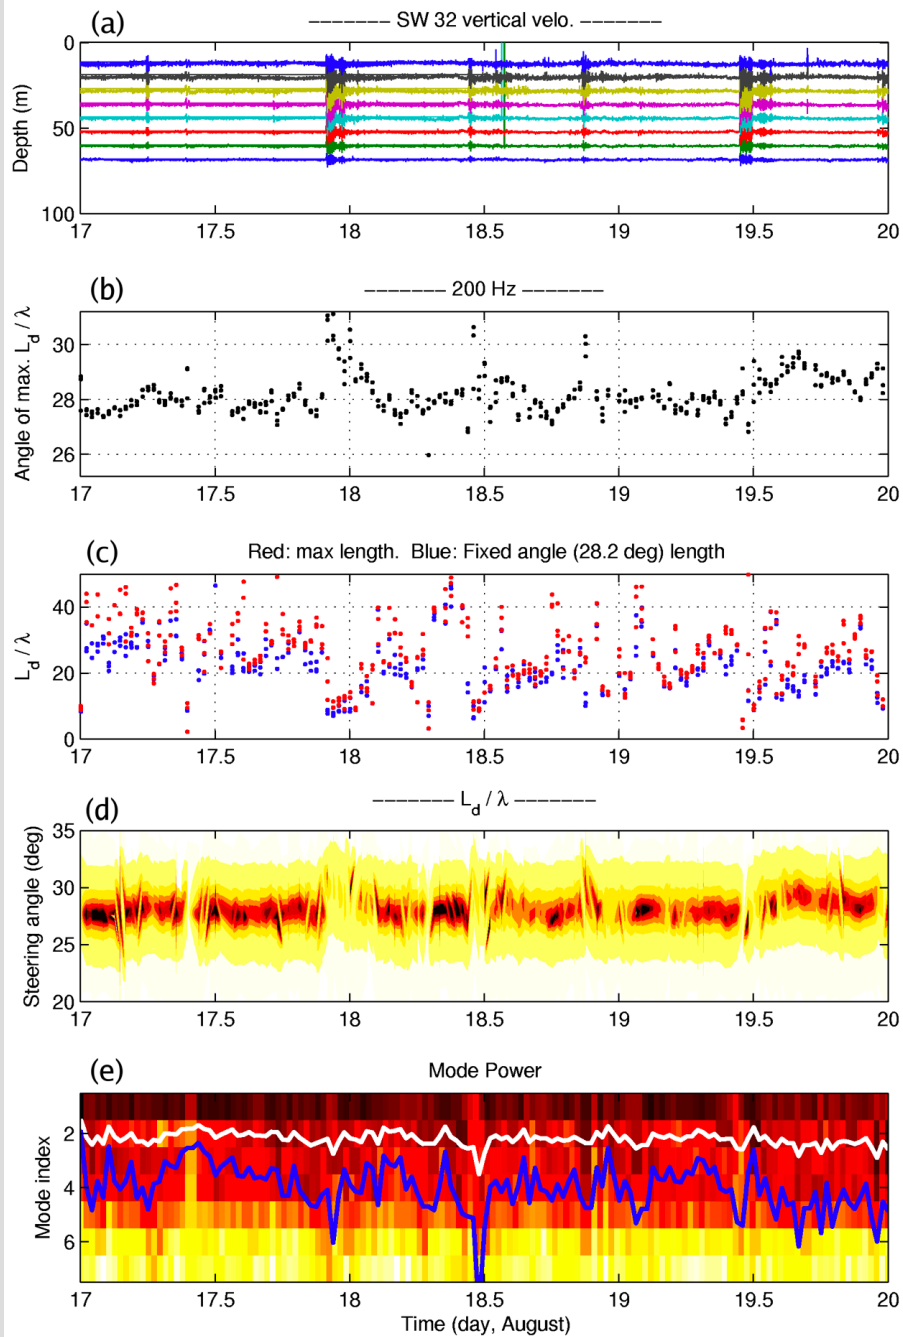 (a)
------- SW 32 vertical velo. -------
Depth (m)
0
50
100
17 17.5 18 18.5 19 19.5 20
(b)
------- 200 Hz -------
Angle of max. L_d / λ
30
28
26
17 17.5 18 18.5 19 19.5 20
(c)
Red: max length. Blue: Fixed angle (28.2 deg) length
L_d / λ
40
20
0
17 17.5 18 18.5 19 19.5 20
(d)
------- L_d / λ -------
Steering angle (deg)
35
30
25
20
17 17.5 18 18.5 19 19.5 20
(e)
Mode Power
Mode index
2
4
6
17 17.5 18 18.5 19 19.5 20
Time (day, August)